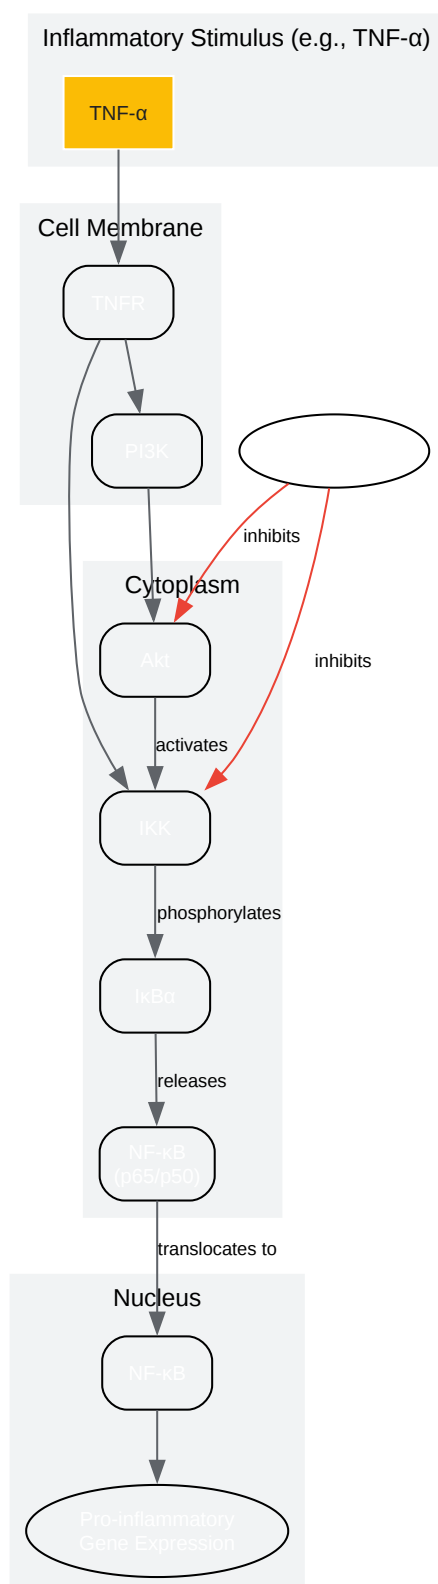 Inflammatory Stimulus (e.g., TNF-α)
TNF-α
Cell Membrane
TNFR
PI3K
inhibits
Cytoplasm
Akt
inhibits
activates
IKK
phosphorylates
IκBα
releases
NF-κB
(p65/p50)
translocates to
Nucleus
NF-κB
Pro-inflammatory
Gene Expression